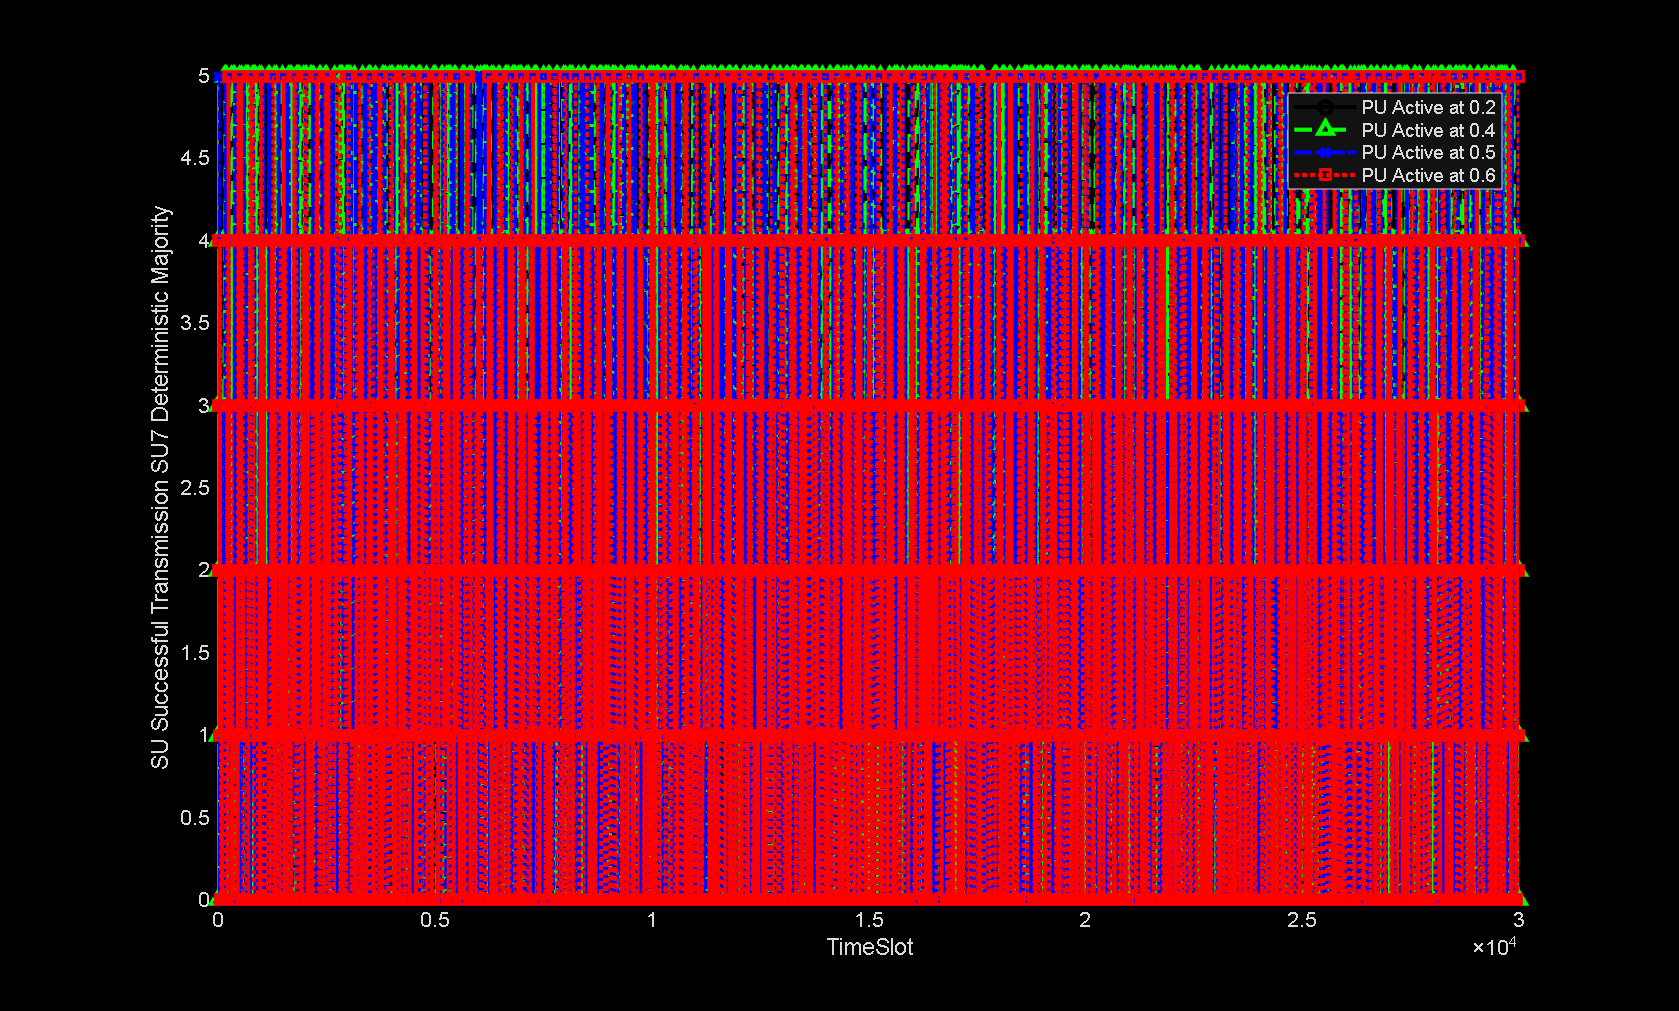 5
4.5
4
3.5
3
2.5
2
1.5
1
0.5
0
SU Successful Transmission SU7 Deterministic Majority
PU Active at 0.2
PU Active at 0.4
PU Active at 0.5
PU Active at 0.6
0 0.5 1 1.5 2 2.5 3
TimeSlot
×10⁴